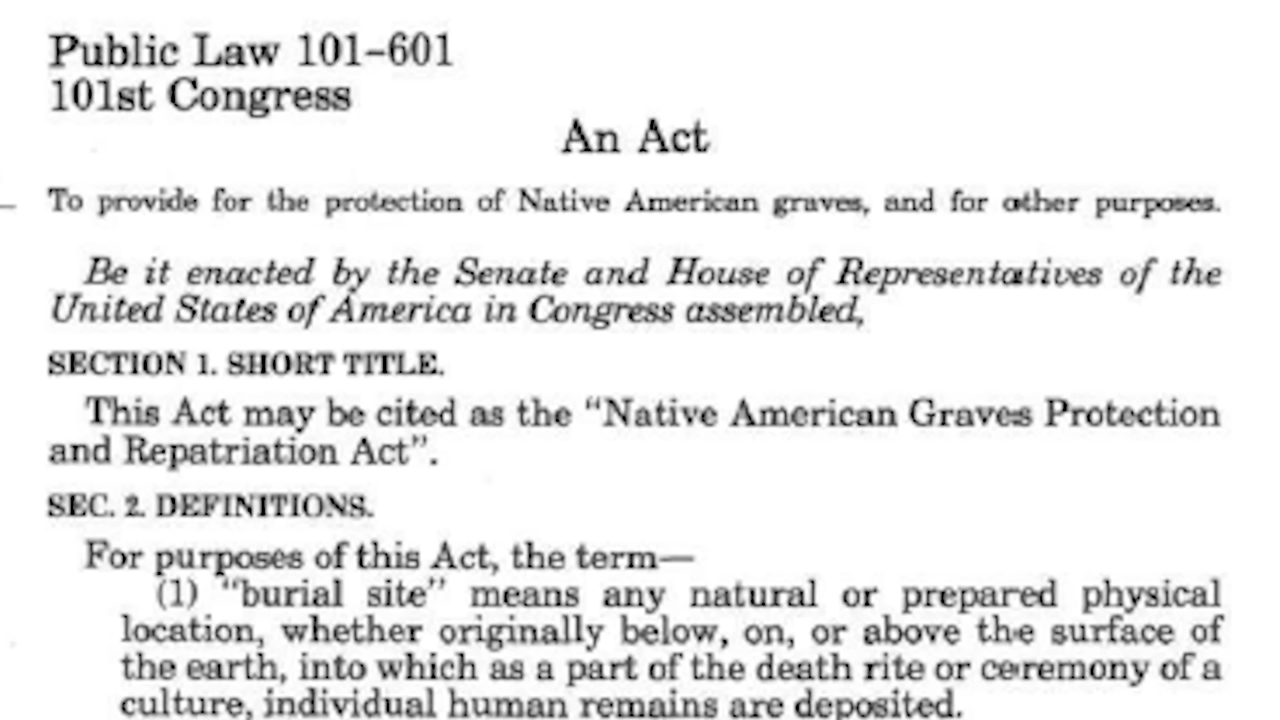 Public Law 101–601
101st Congress
An Act
To provide for the protection of Native American graves, and for other purposes.
Be it enacted by the Senate and House of Representatives of the
United States of America in Congress assembled,
SECTION 1. SHORT TITLE.
This Act may be cited as the “Native American Graves Protection
and Repatriation Act”.
SEC. 2. DEFINITIONS.
For purposes of this Act, the term—
(1) “burial site” means any natural or prepared physical
location, whether originally below, on, or above the surface of
the earth, into which as a part of the death rite or ceremony of a
culture, individual human remains are deposited.